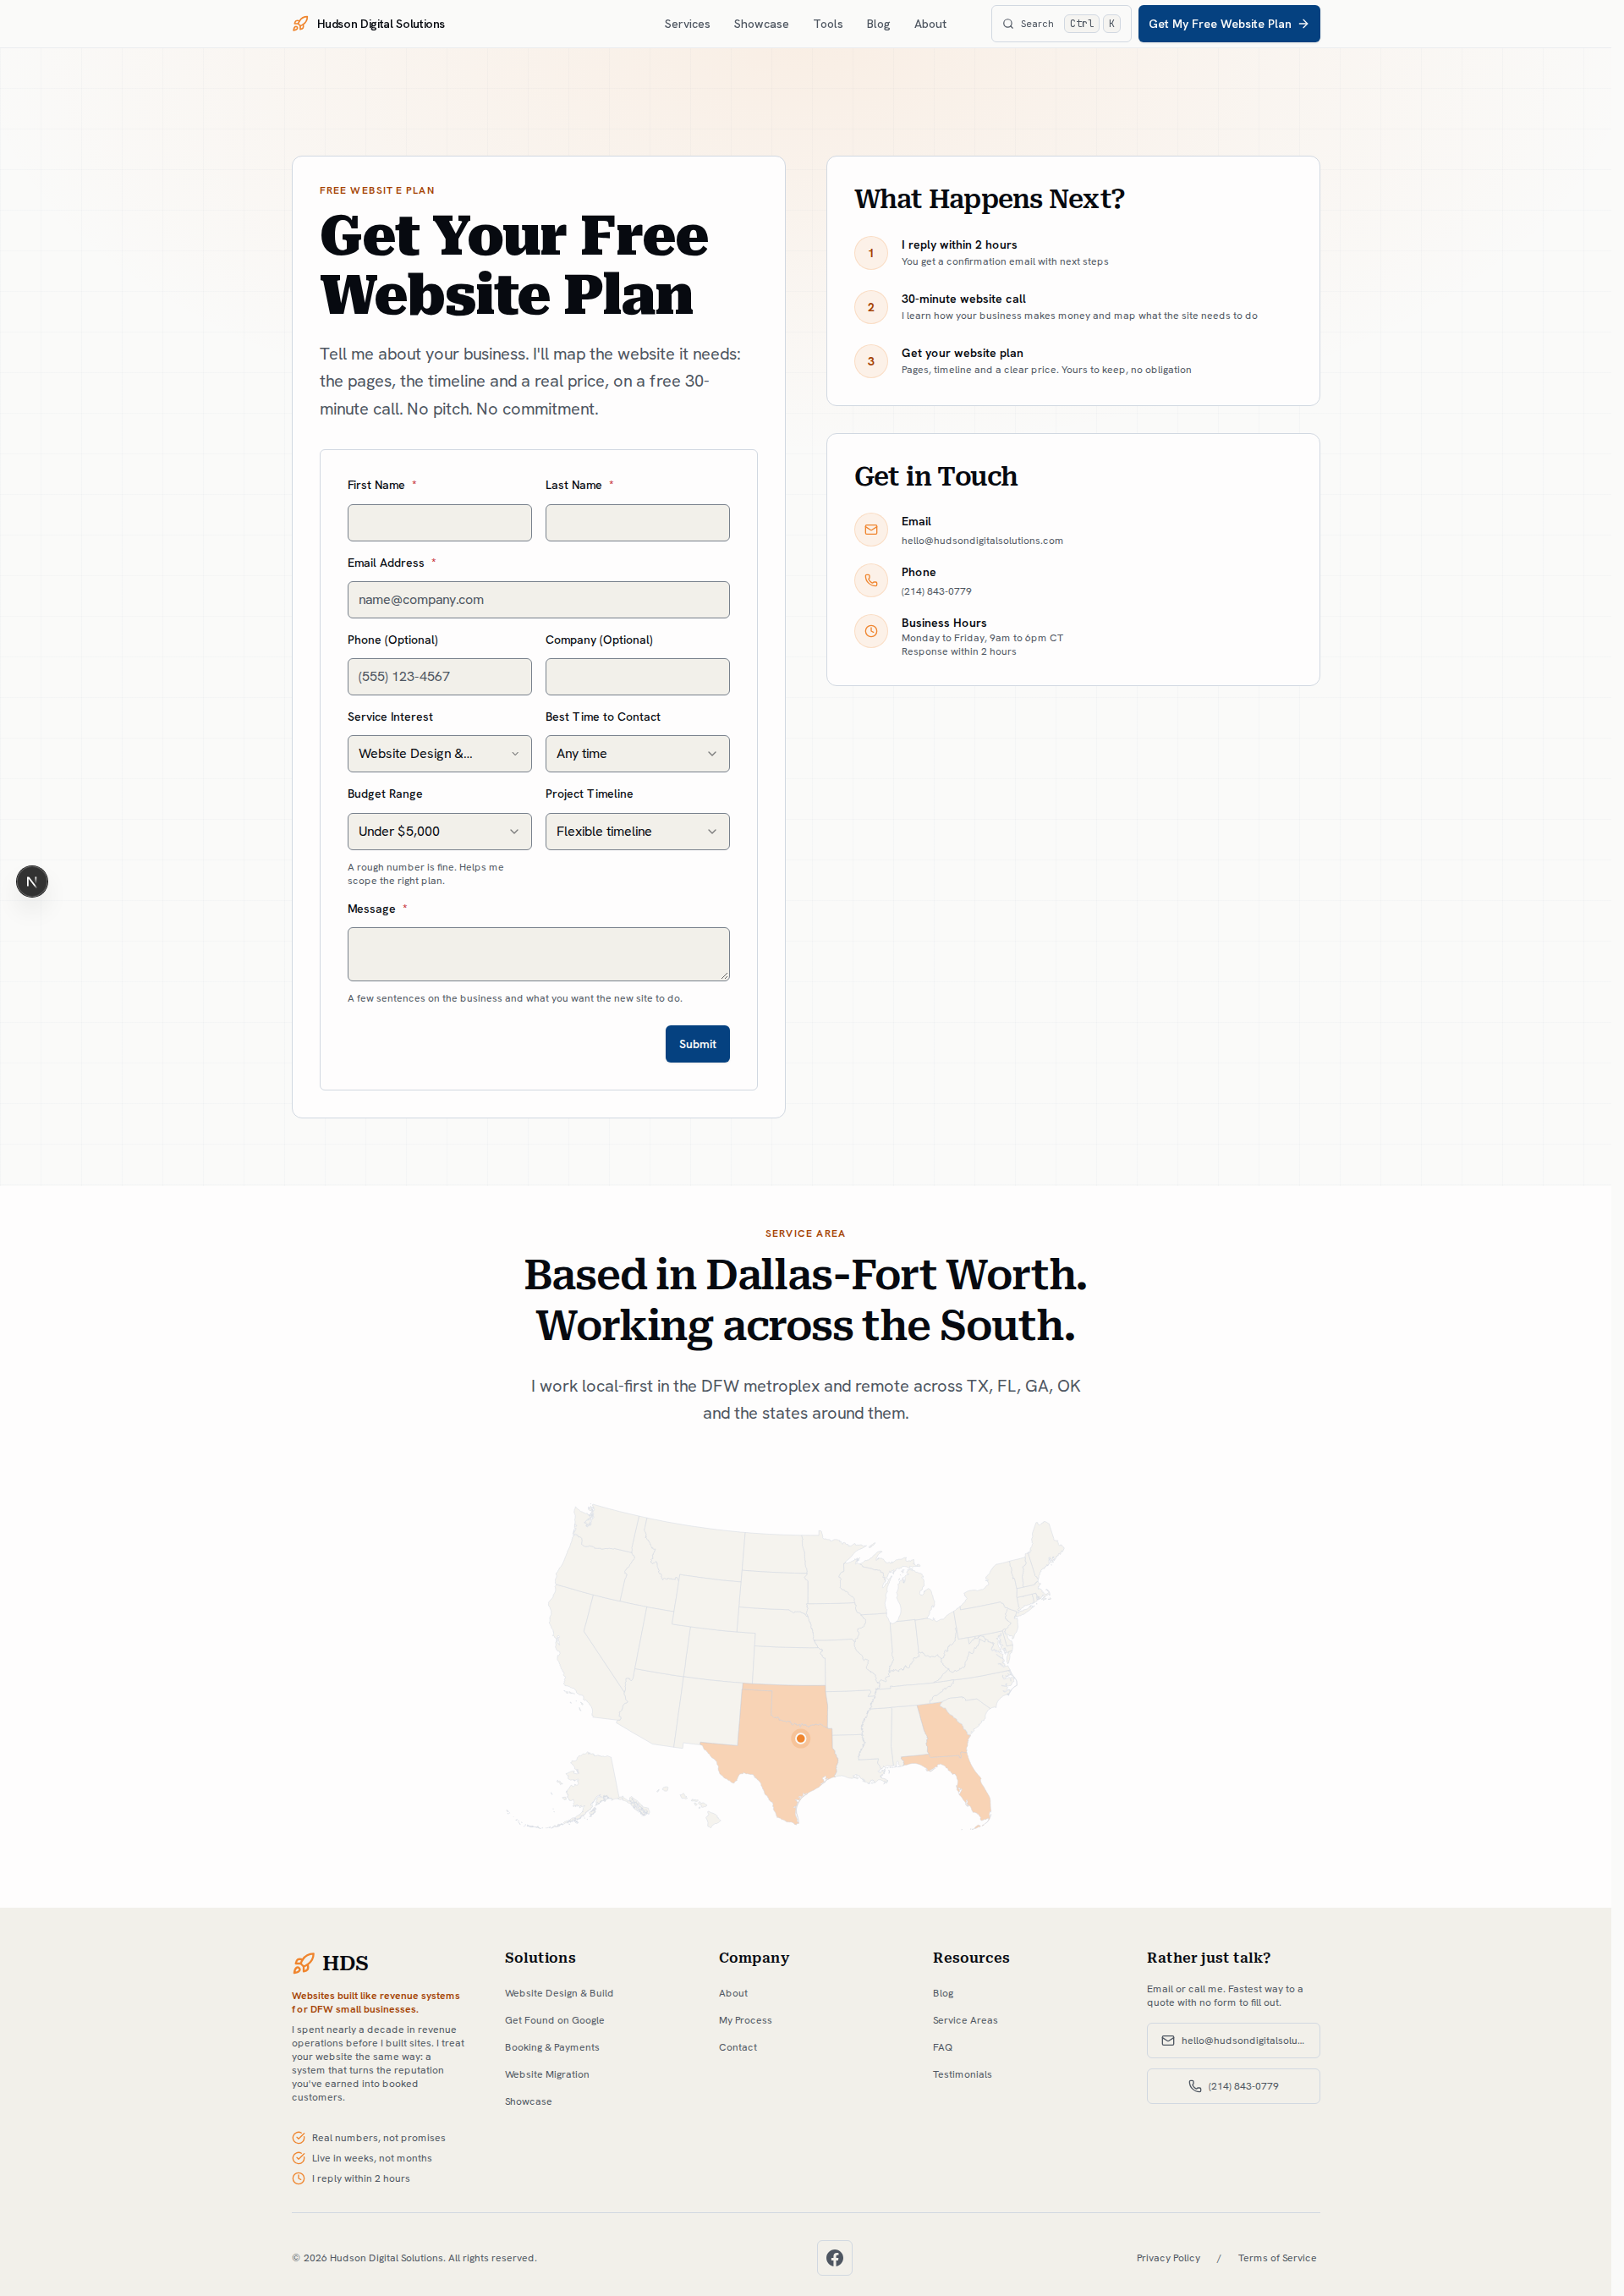 Hudson Digital Solutions
Services
Showcase
Tools
Blog
About
Search
Ctrl
K
Get My Free Website Plan
FREE WEBSITE PLAN
Get Your Free
Website Plan
Tell me about your business. I'll map the website it needs:
the pages, the timeline and a real price, on a free 30-
minute call. No pitch. No commitment.
First Name *
Last Name *
Email Address *
name@company.com
Phone (Optional)
Company (Optional)
(555) 123-4567
Service Interest
Best Time to Contact
Website Design &...
Any time
Budget Range
Project Timeline
Under $5,000
Flexible timeline
A rough number is fine. Helps me
scope the right plan.
Message *
A few sentences on the business and what you want the new site to do.
Submit
What Happens Next?
1
I reply within 2 hours
You get a confirmation email with next steps
2
30-minute website call
I learn how your business makes money and map what the site needs to do
3
Get your website plan
Pages, timeline and a clear price. Yours to keep, no obligation
Get in Touch
Email
hello@hudsondigitalsolutions.com
Phone
(214) 843-0779
Business Hours
Monday to Friday, 9am to 6pm CT
Response within 2 hours
N
SERVICE AREA
Based in Dallas-Fort Worth.
Working across the South.
I work local-first in the DFW metroplex and remote across TX, FL, GA, OK
and the states around them.
HDS
Websites built like revenue systems
for DFW small businesses.
I spent nearly a decade in revenue
operations before I built sites. I treat
your website the same way: a
system that turns the reputation
you've earned into booked
customers.
Real numbers, not promises
Live in weeks, not months
I reply within 2 hours
Solutions
Website Design & Build
Get Found on Google
Booking & Payments
Website Migration
Showcase
Company
About
My Process
Contact
Resources
Blog
Service Areas
FAQ
Testimonials
Rather just talk?
Email or call me. Fastest way to a
quote with no form to fill out.
hello@hudsondigitalsolu...
(214) 843-0779
© 2026 Hudson Digital Solutions. All rights reserved.
Privacy Policy / Terms of Service